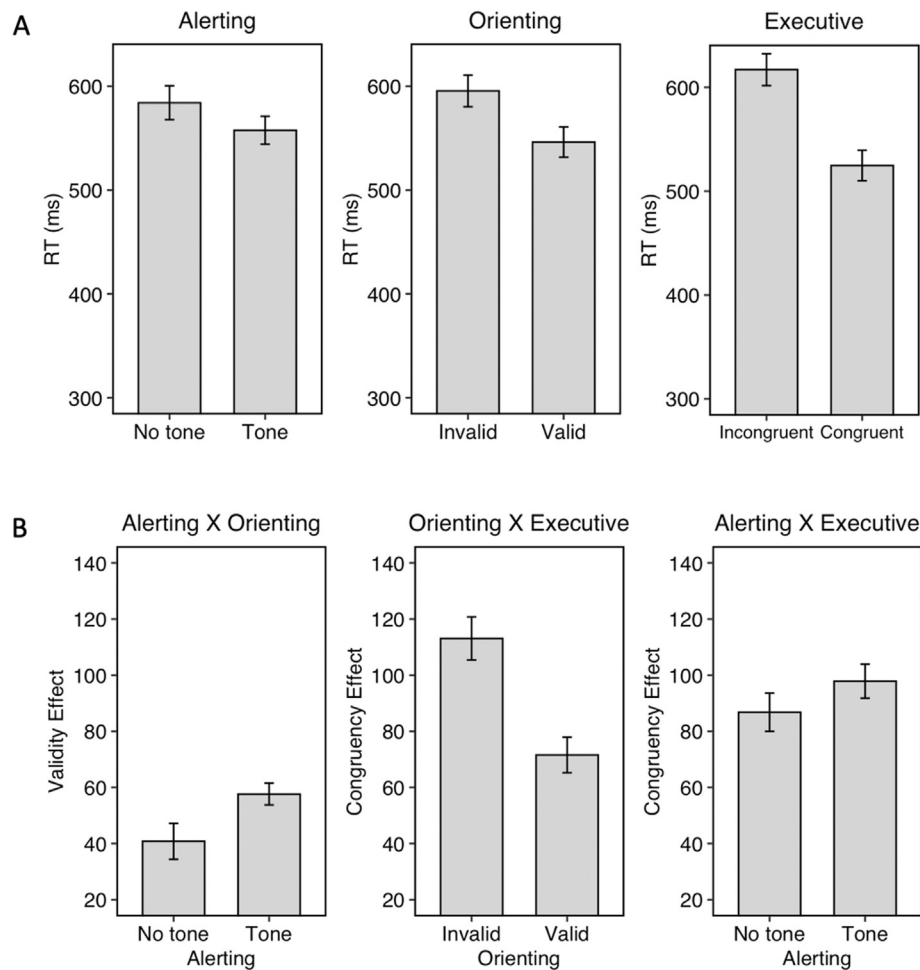 A
Alerting
Orienting
Executive
RT (ms)
600
500
400
300
No tone Tone
RT (ms)
600
500
400
300
Invalid Valid
RT (ms)
600
500
400
300
Incongruent Congruent
B
Alerting X Orienting
Orienting X Executive
Alerting X Executive
Validity Effect
140
120
100
80
60
40
20
No tone Tone
Alerting
Congruency Effect
140
120
100
80
60
40
20
Invalid Valid
Orienting
Congruency Effect
140
120
100
80
60
40
20
No tone Tone
Alerting